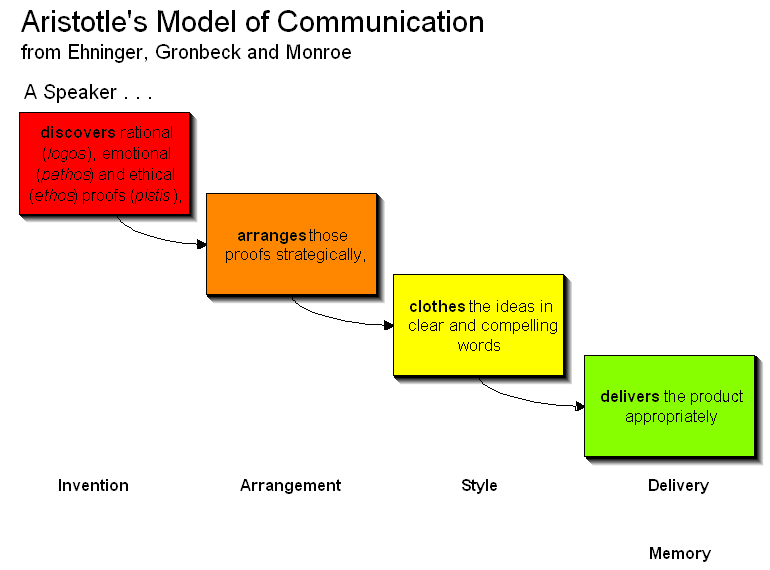 Aristotle's Model of Communication
from Ehninger, Gronbeck and Monroe
A Speaker . . .
discovers rational
(logos), emotional
(pathos) and ethical
(ethos) proofs (pistis),
arranges those
proofs strategically,
clothes the ideas in
clear and compelling
words
delivers the product
appropriately
Invention
Arrangement
Style
Delivery
Memory